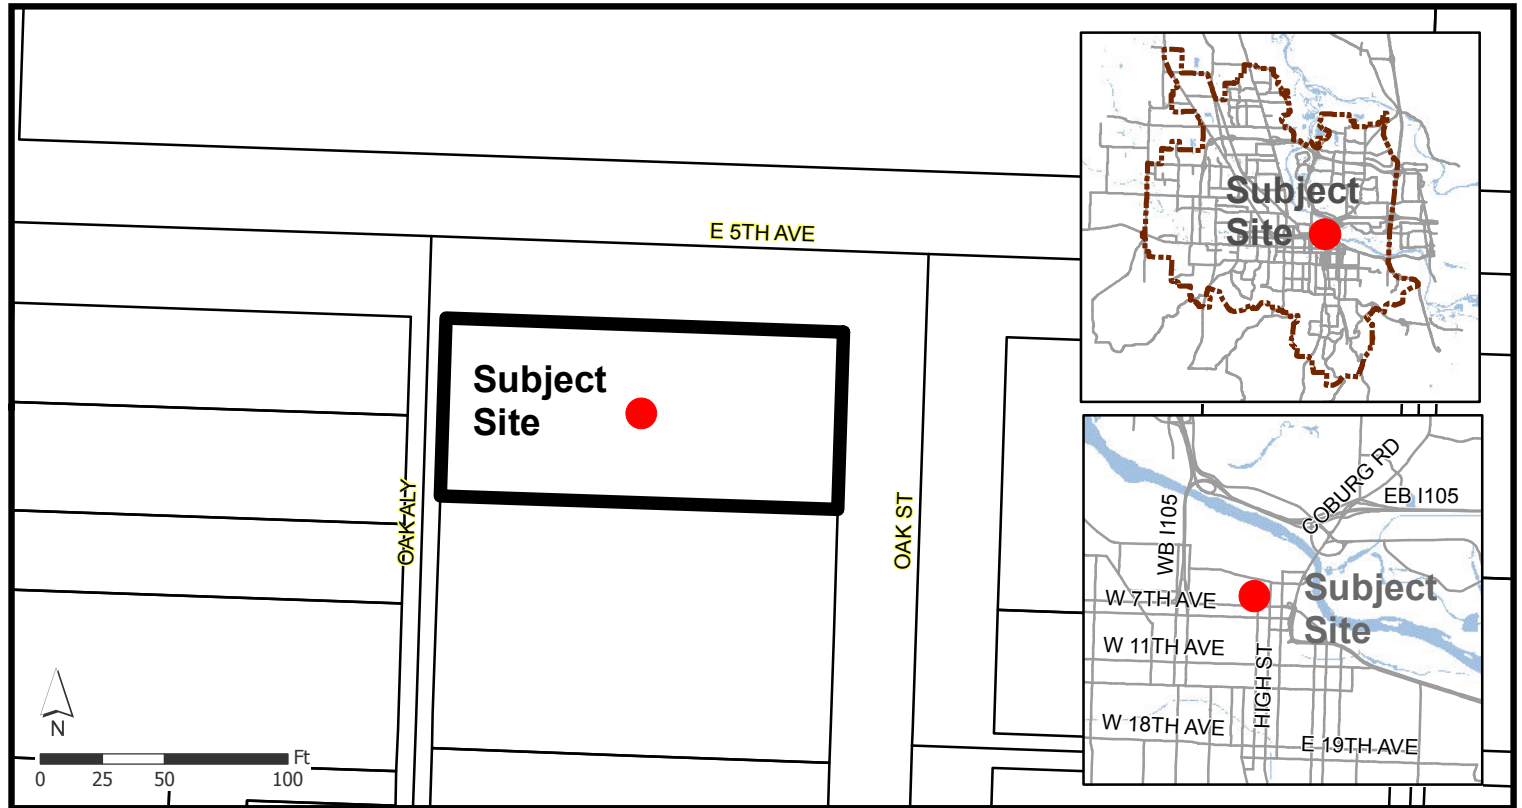 E 5TH AVE
Subject
Site
OAK ALY
OAK ST
N
Ft
0 25 50 100
Subject
Site
COBURG RD
EB I105
WB I105
Subject
Site
W 7TH AVE
W 11TH AVE
HIGH ST
W 18TH AVE
E 19TH AVE